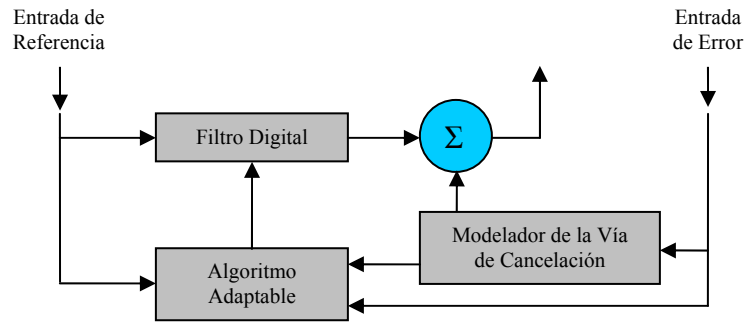 Entrada de
Referencia
Entrada
de Error
Filtro Digital
Σ
Modelador de la Vía
de Cancelación
Algoritmo
Adaptable